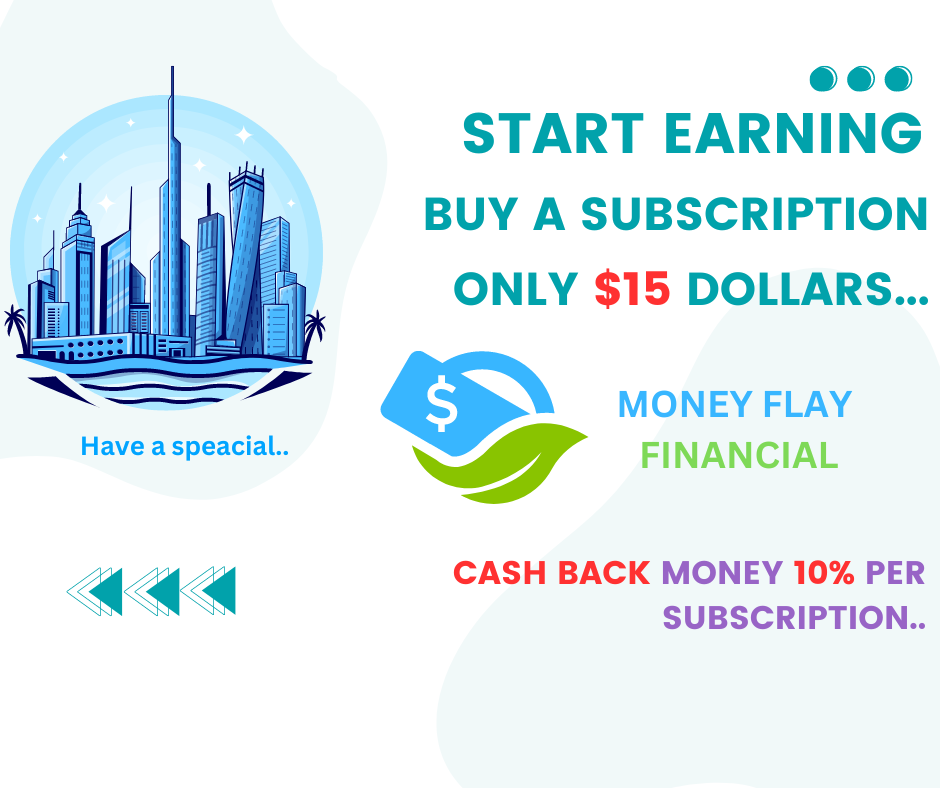 START EARNING
BUY A SUBSCRIPTION
ONLY $15 DOLLARS...
$
MONEY FLAY
FINANCIAL
Have a speacial..
CASH BACK MONEY 10% PER
SUBSCRIPTION..